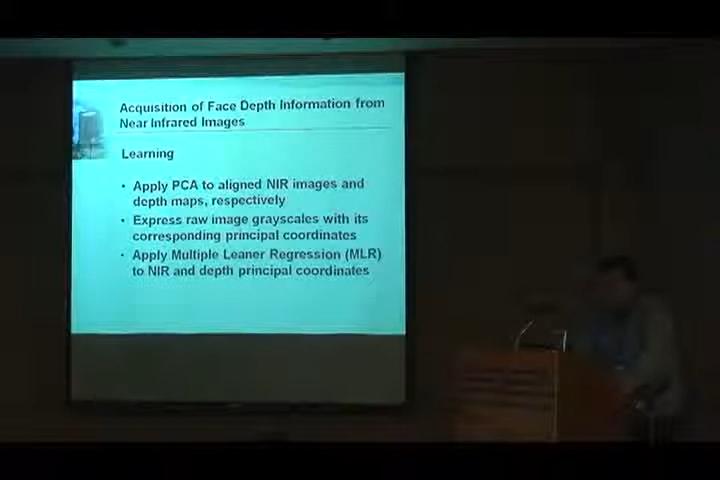 Acquisition of Face Depth Information from
Near Infrared Images
Learning
• Apply PCA to aligned NIR images and
depth maps, respectively
• Express raw image grayscales with its
corresponding principal coordinates
• Apply Multiple Leaner Regression (MLR)
to NIR and depth principal coordinates